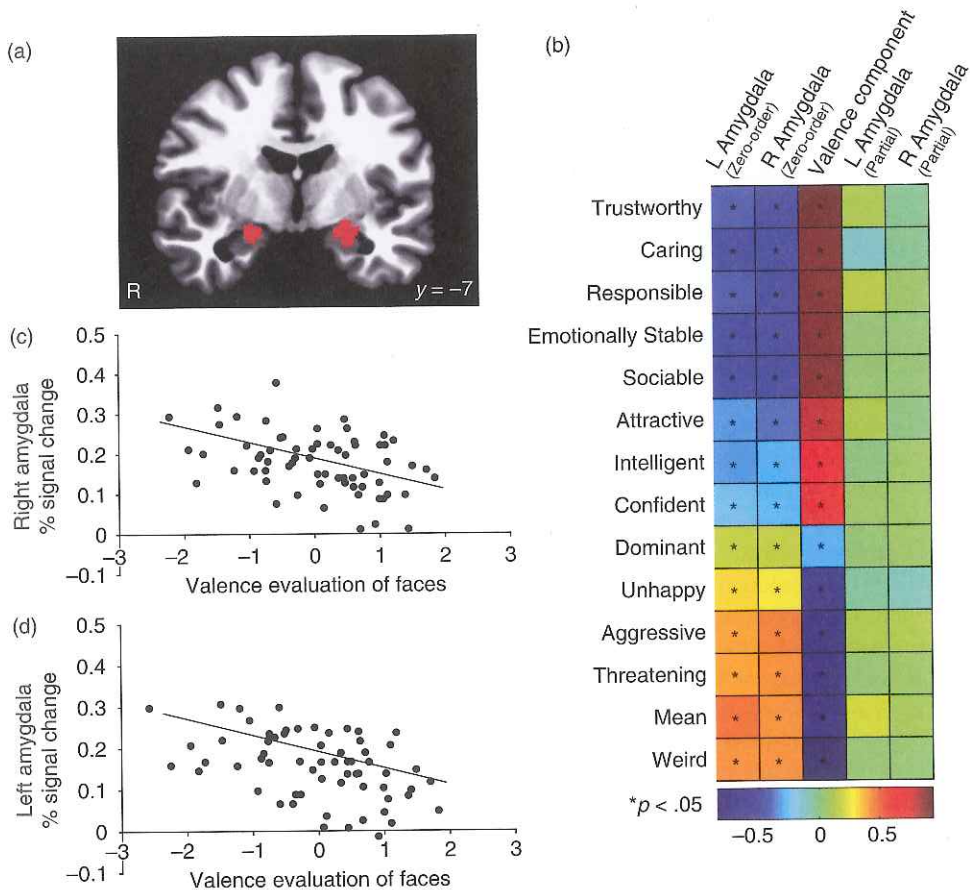 (a)
R
y = −7
(b)
L Amygdala
(Zero-order)
R Amygdala
(Zero-order)
Valence component
L Amygdala
(Partial)
R Amygdala
(Partial)
Trustworthy
Caring
Responsible
Emotionally Stable
Sociable
Attractive
Intelligent
Confident
Dominant
Unhappy
Aggressive
Threatening
Mean
Weird
*p < .05
−0.5 0 0.5
(c)
Right amygdala
% signal change
0.5
0.4
0.3
0.2
0.1
0
−0.1
−3 −2 −1 0 1 2 3
Valence evaluation of faces
(d)
Left amygdala
% signal change
0.5
0.4
0.3
0.2
0.1
0
−0.1
−3 −2 −1 0 1 2 3
Valence evaluation of faces